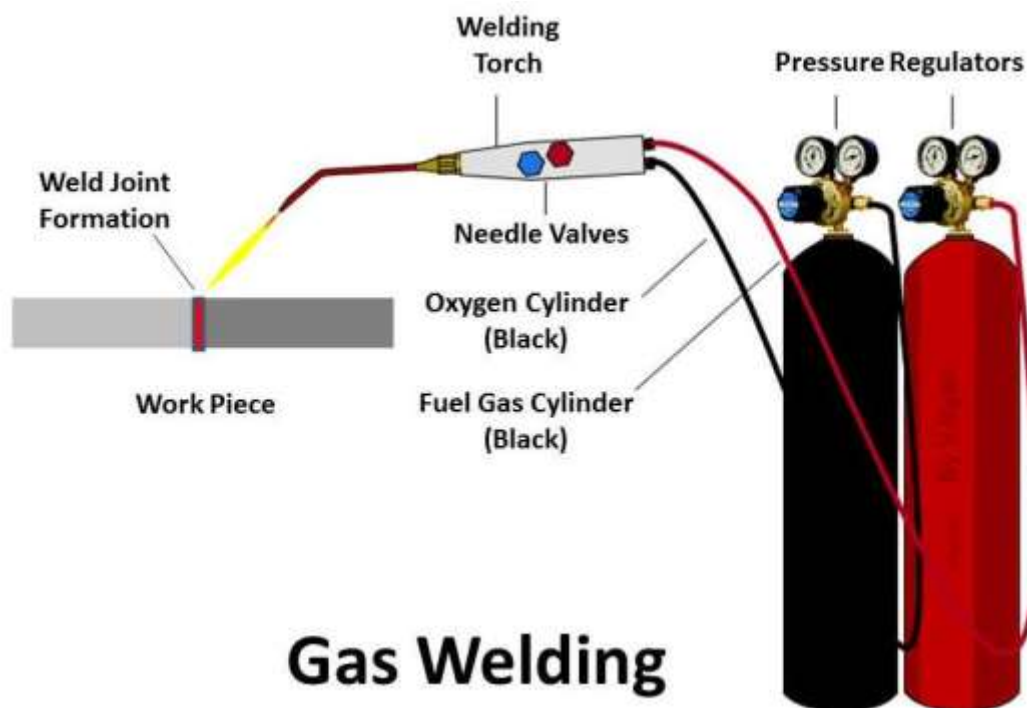 Welding
Torch
Pressure Regulators
Weld Joint
Formation
Needle Valves
Oxygen Cylinder
(Black)
Work Piece
Fuel Gas Cylinder
(Black)
Gas Welding